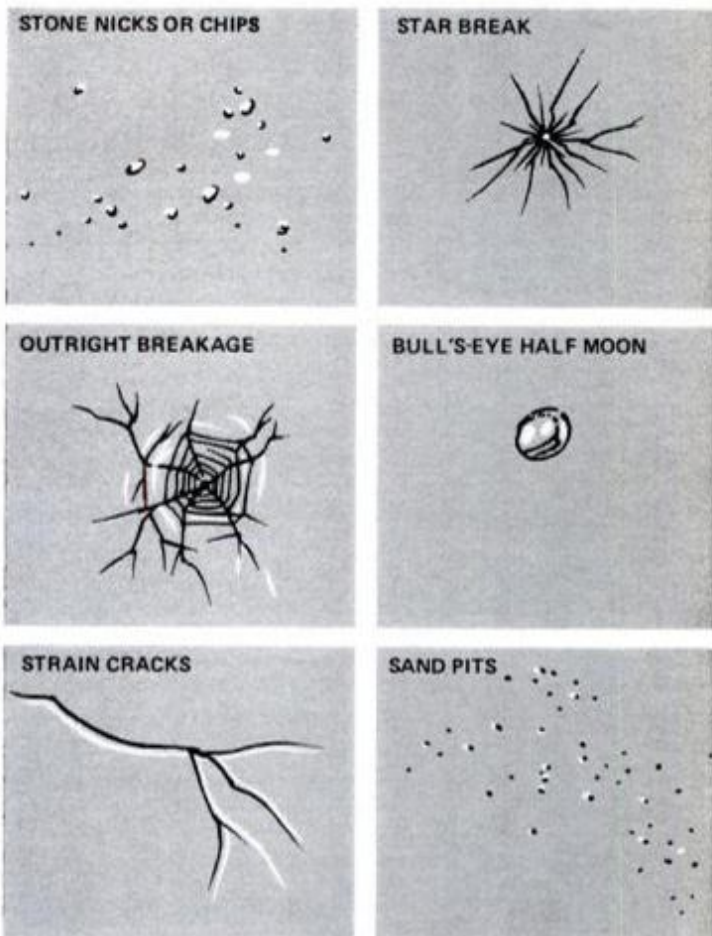 STONE NICKS OR CHIPS
STAR BREAK
OUTRIGHT BREAKAGE
BULL'S-EYE HALF MOON
STRAIN CRACKS
SAND PITS